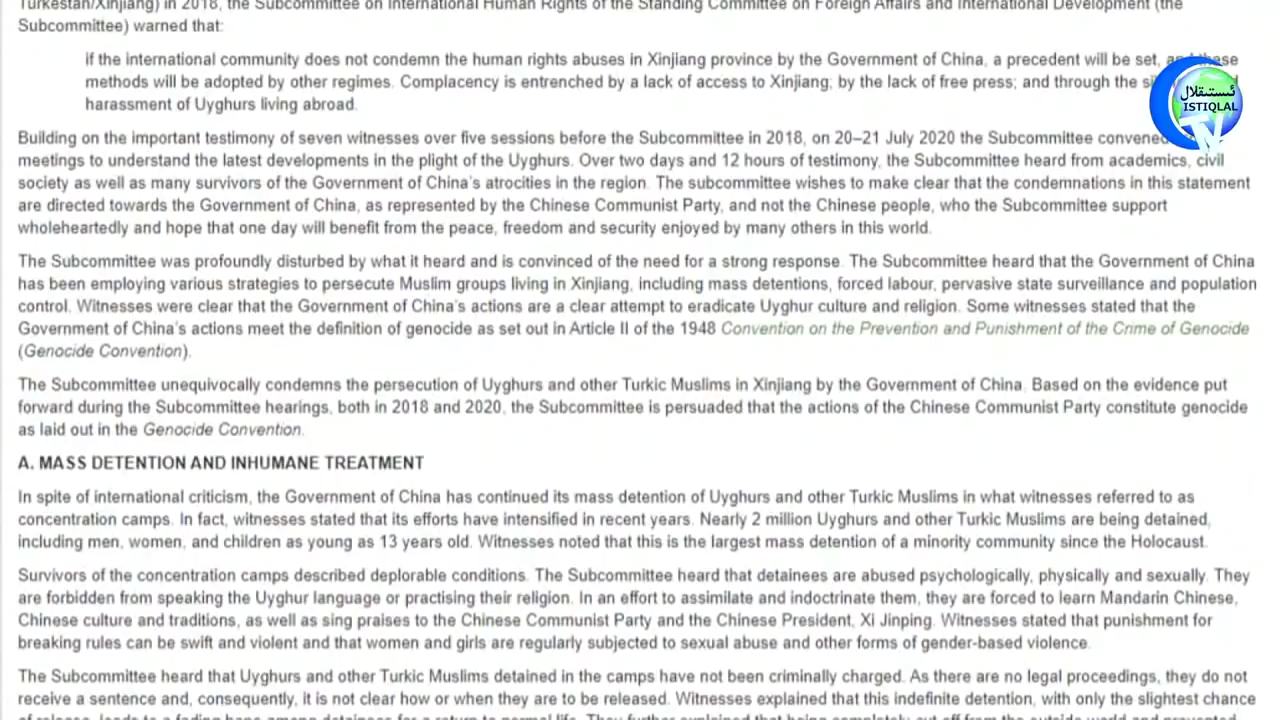 Turkestan/Xinjiang) in 2018, the Subcommittee on International Human Rights of the Standing Committee on Foreign Affairs and International Development (the
Subcommittee) warned that:
If the international community does not condemn the human rights abuses in Xinjiang province by the Government of China, a precedent will be set, and these
methods will be adopted by other regimes. Complacency is entrenched by a lack of access to Xinjiang; by the lack of free press; and through the
harassment of Uyghurs living abroad.
ئىستىقلال
ISTIQLAL
TV
Building on the important testimony of seven witnesses over five sessions before the Subcommittee in 2018, on 20–21 July 2020 the Subcommittee convened
meetings to understand the latest developments in the plight of the Uyghurs. Over two days and 12 hours of testimony, the Subcommittee heard from academics, civil
society as well as many survivors of the Government of China's atrocities in the region. The subcommittee wishes to make clear that the condemnations in this statement
are directed towards the Government of China, as represented by the Chinese Communist Party, and not the Chinese people, who the Subcommittee support
wholeheartedly and hope that one day will benefit from the peace, freedom and security enjoyed by many others in this world.
The Subcommittee was profoundly disturbed by what it heard and is convinced of the need for a strong response. The Subcommittee heard that the Government of China
has been employing various strategies to persecute Muslim groups living in Xinjiang, including mass detentions, forced labour, pervasive state surveillance and population
control. Witnesses were clear that the Government of China's actions are a clear attempt to eradicate Uyghur culture and religion. Some witnesses stated that the
Government of China's actions meet the definition of genocide as set out in Article II of the 1948 Convention on the Prevention and Punishment of the Crime of Genocide
(Genocide Convention).
The Subcommittee unequivocally condemns the persecution of Uyghurs and other Turkic Muslims in Xinjiang by the Government of China. Based on the evidence put
forward during the Subcommittee hearings, both in 2018 and 2020, the Subcommittee is persuaded that the actions of the Chinese Communist Party constitute genocide
as laid out in the Genocide Convention.
A. MASS DETENTION AND INHUMANE TREATMENT
In spite of international criticism, the Government of China has continued its mass detention of Uyghurs and other Turkic Muslims in what witnesses referred to as
concentration camps. In fact, witnesses stated that its efforts have intensified in recent years. Nearly 2 million Uyghurs and other Turkic Muslims are being detained,
including men, women, and children as young as 13 years old. Witnesses noted that this is the largest mass detention of a minority community since the Holocaust.
Survivors of the concentration camps described deplorable conditions. The Subcommittee heard that detainees are abused psychologically, physically and sexually. They
are forbidden from speaking the Uyghur language or practising their religion. In an effort to assimilate and indoctrinate them, they are forced to learn Mandarin Chinese,
Chinese culture and traditions, as well as sing praises to the Chinese Communist Party and the Chinese President, Xi Jinping. Witnesses stated that punishment for
breaking rules can be swift and violent and that women and girls are regularly subjected to sexual abuse and other forms of gender-based violence.
The Subcommittee heard that Uyghurs and other Turkic Muslims detained in the camps have not been criminally charged. As there are no legal proceedings, they do not
receive a sentence and, consequently, it is not clear how or when they are to be released. Witnesses explained that this indefinite detention, with only the slightest chance
of release, leads to a fading hope among detainees for a return to normal life. They further explained that being completely cut off from the outside world and prevented